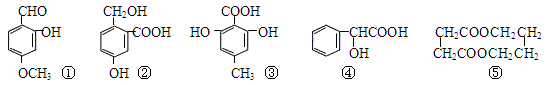 CHO
OH
OCH₃ ①
CH₂OH
COOH
OH ②
COOH
HO OH
CH₃ ③
CHCOOH
OH
④
CH₂COOCH₂CH₂
CH₂COOCH₂CH₂
⑤